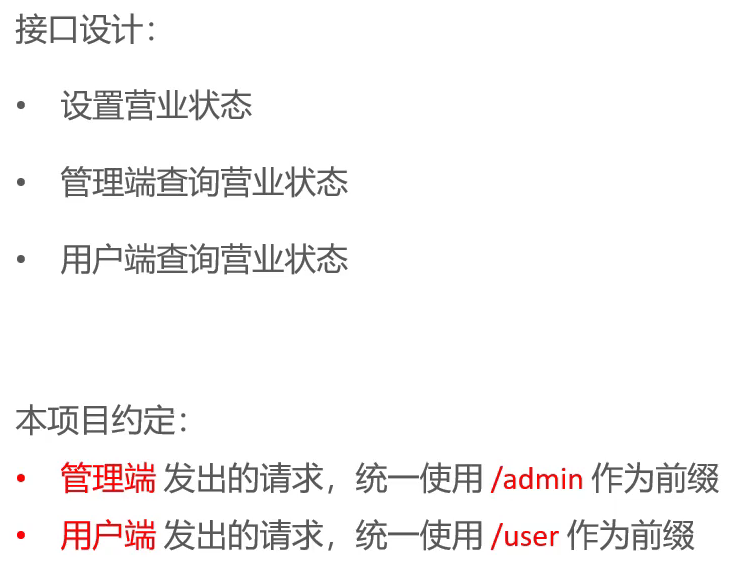 接口设计：
• 设置营业状态
• 管理端查询营业状态
• 用户端查询营业状态
本项目约定：
• 管理端 发出的请求，统一使用 /admin 作为前缀
• 用户端 发出的请求，统一使用 /user 作为前缀